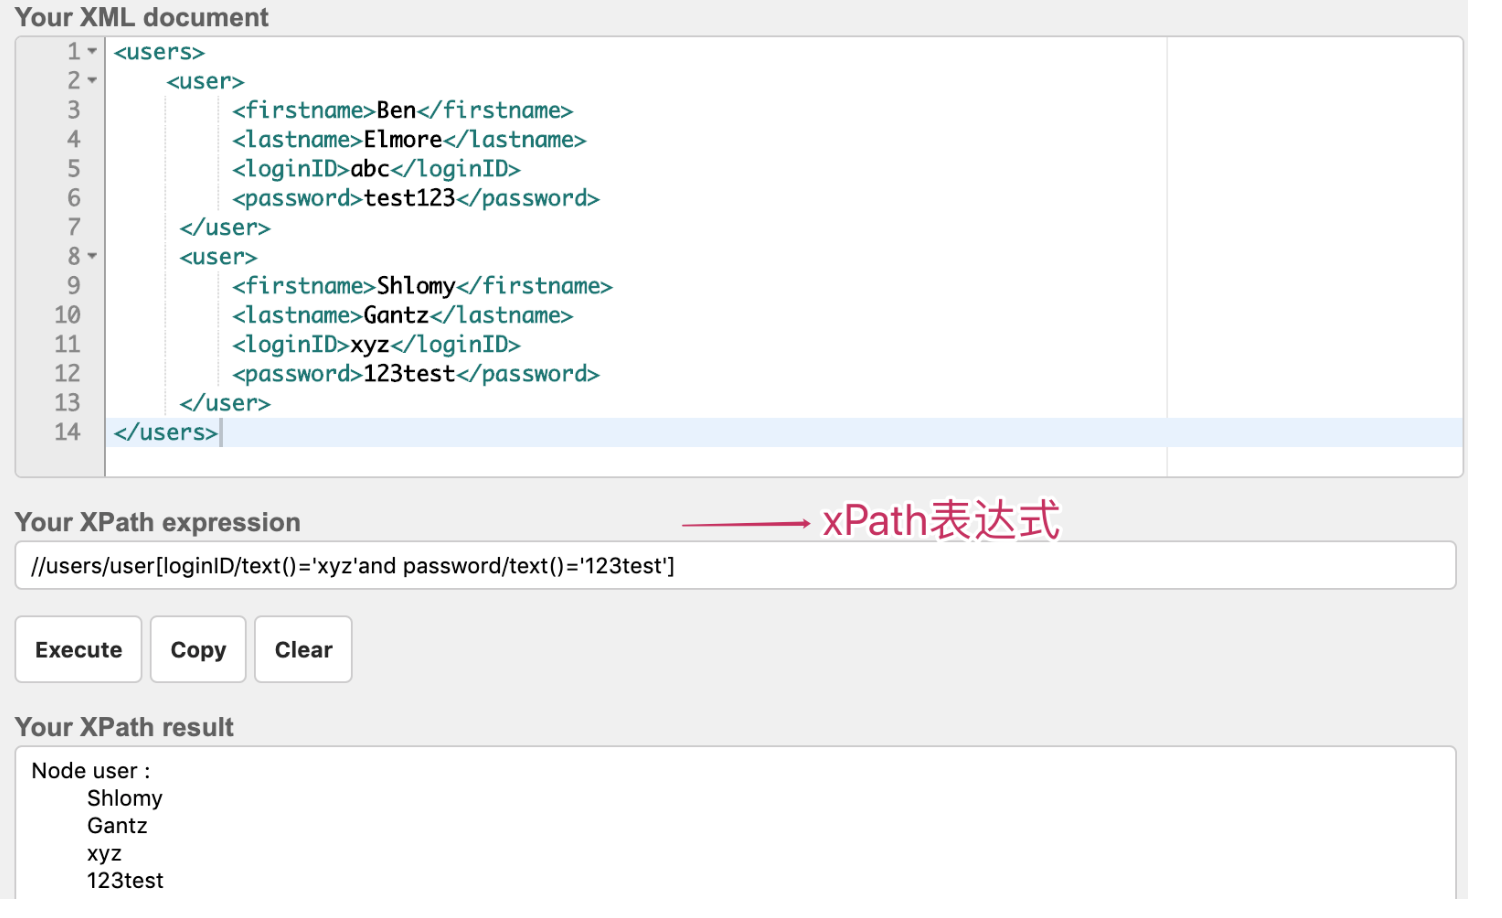 Your XML document
1 <users>
2 <user>
3 <firstname>Ben</firstname>
4 <lastname>Elmore</lastname>
5 <loginID>abc</loginID>
6 <password>test123</password>
7 </user>
8 <user>
9 <firstname>Shlomy</firstname>
10 <lastname>Gantz</lastname>
11 <loginID>xyz</loginID>
12 <password>123test</password>
13 </user>
14 </users>
Your XPath expression
xPath表达式
//users/user[loginID/text()='xyz'and password/text()='123test']
Execute Copy Clear
Your XPath result
Node user :
Shlomy
Gantz
xyz
123test